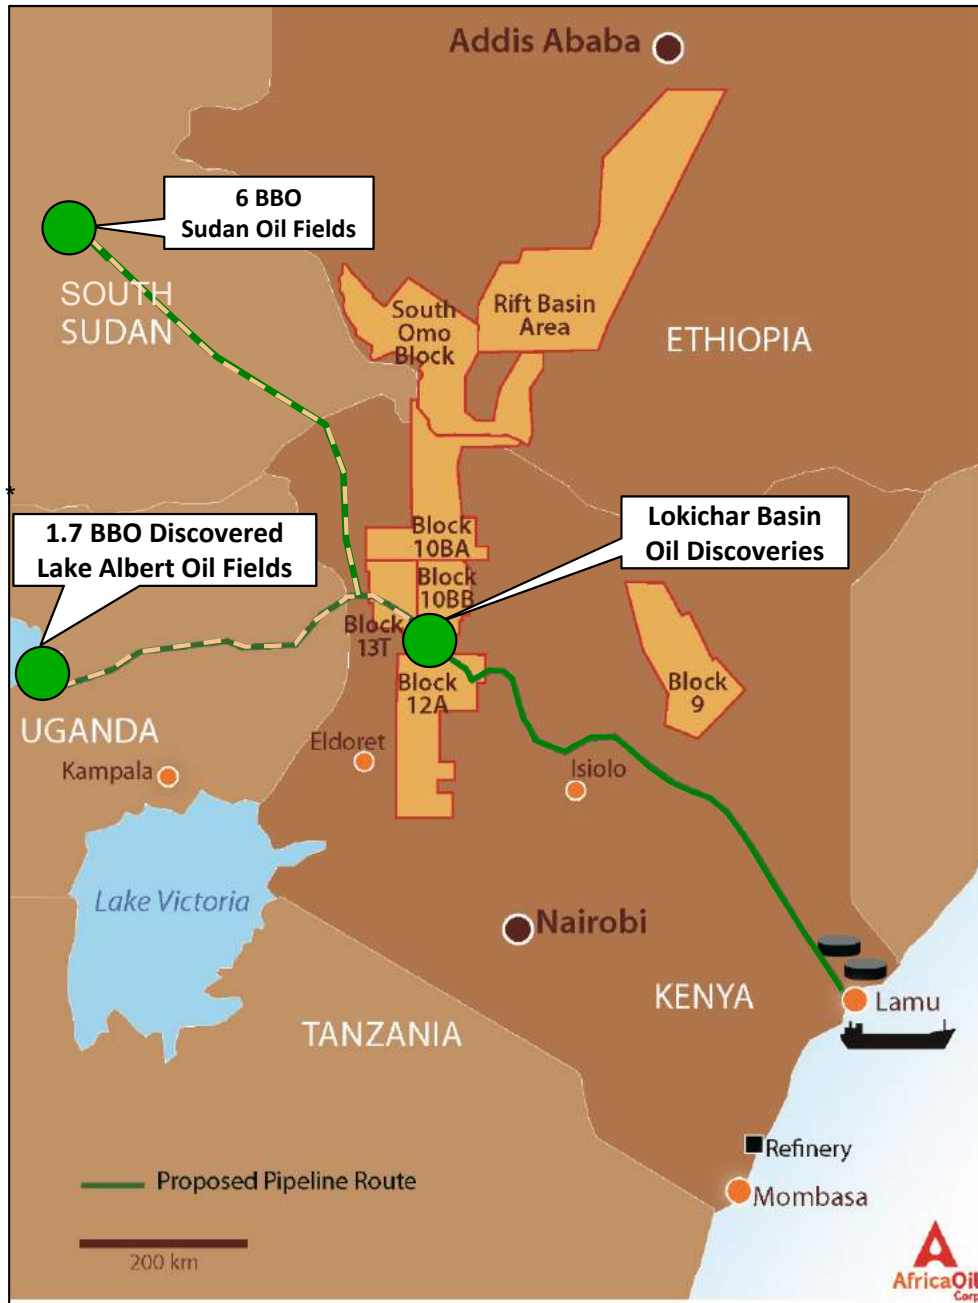 Addis Ababa
6 BBO
Sudan Oil Fields
SOUTH
SUDAN
South
Omo
Block
Rift Basin
Area
ETHIOPIA
*
1.7 BBO Discovered
Lake Albert Oil Fields
Lokichar Basin
Oil Discoveries
Block
10BA
Block
10BB
Block
13T
Block
12A
Block
9
UGANDA
Eldoret
Kampala
Isiolo
Lake Victoria
Nairobi
KENYA
Lamu
TANZANIA
Refinery
Proposed Pipeline Route
Mombasa
200 km
AfricaOil
Corp